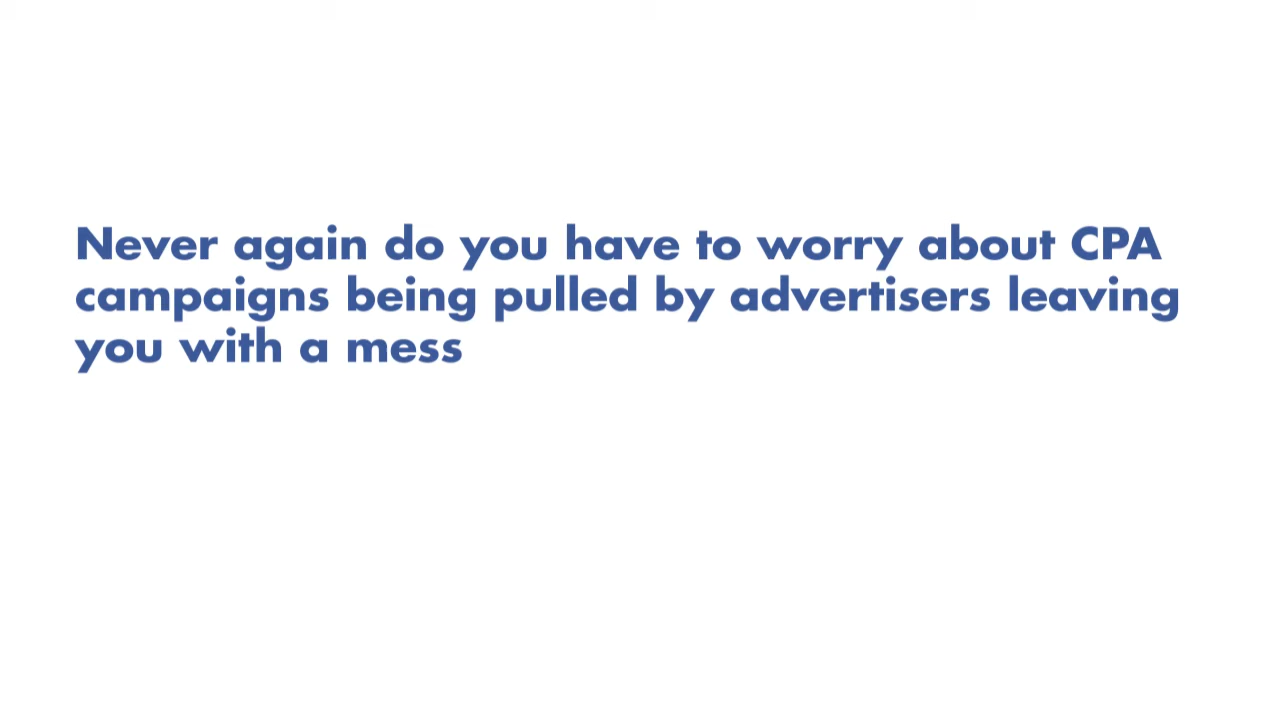 Never again do you have to worry about CPA
campaigns being pulled by advertisers leaving
you with a mess